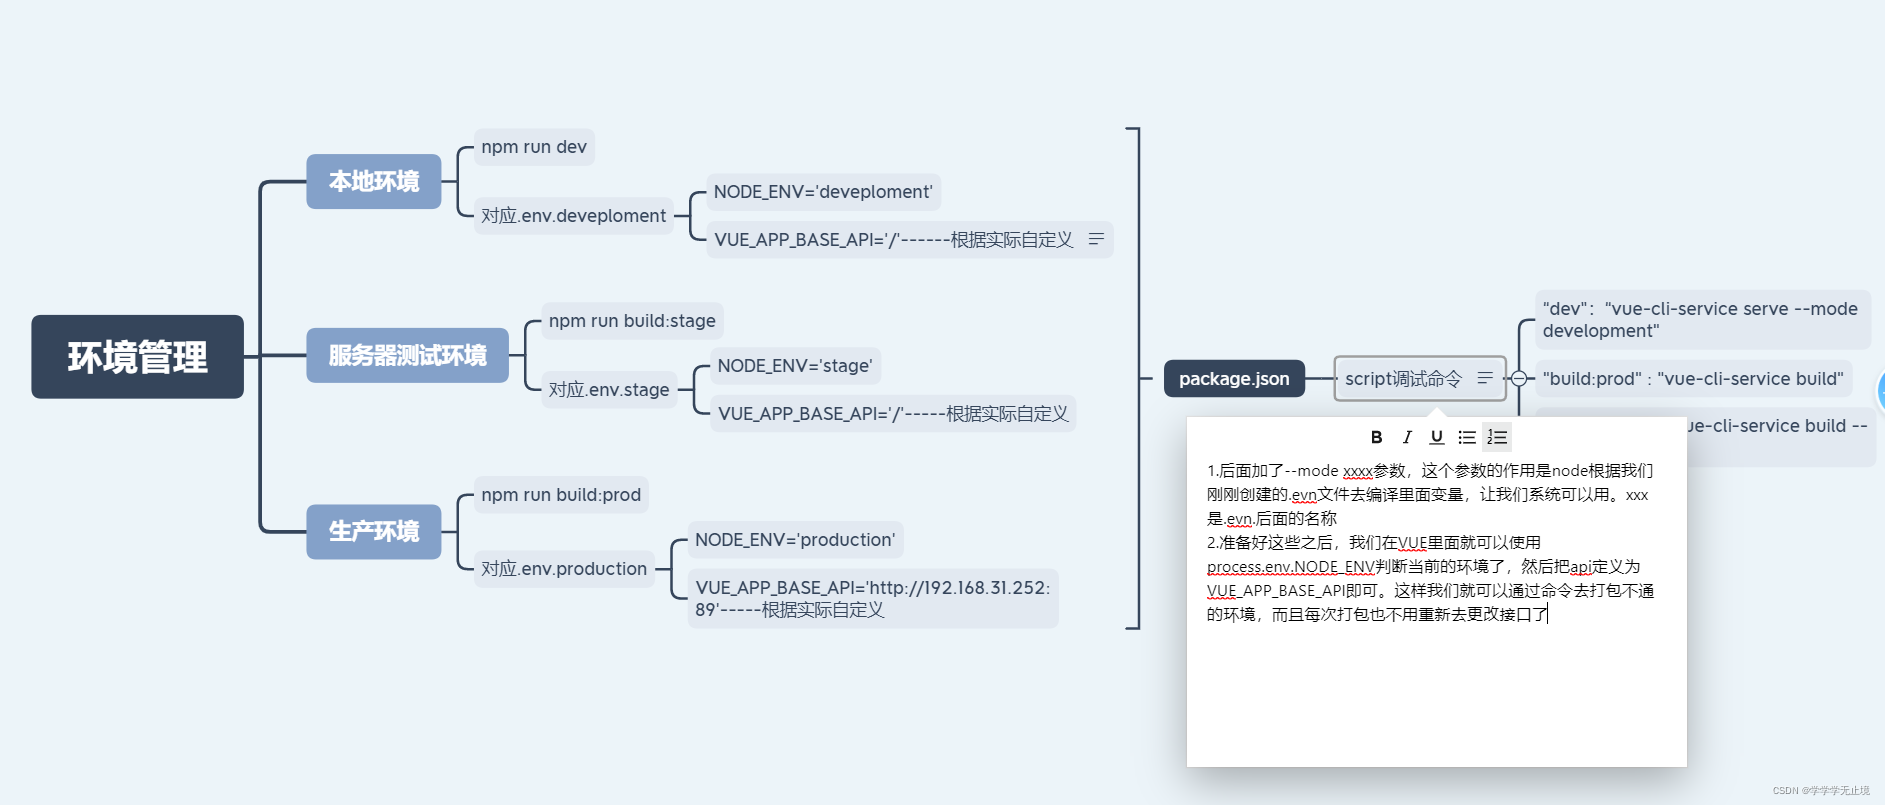 环境管理
本地环境
npm run dev
对应.env.deveploment
NODE_ENV='deveploment'
VUE_APP_BASE_API='/'------根据实际自定义
服务器测试环境
npm run build:stage
对应.env.stage
NODE_ENV='stage'
VUE_APP_BASE_API='/'-----根据实际自定义
生产环境
npm run build:prod
对应.env.production
NODE_ENV='production'
VUE_APP_BASE_API='http://192.168.31.252:
89'-----根据实际自定义
package.json
script调试命令
"dev"："vue-cli-service serve --mode
development"
"build:prod" : "vue-cli-service build"
ue-cli-service build --
B I U
1.后面加了--mode xxxx参数，这个参数的作用是node根据我们
刚刚创建的.evn文件去编译里面变量，让我们系统可以用。xxx
是.evn.后面的名称
2.准备好这些之后，我们在VUE里面就可以使用
process.env.NODE_ENV判断当前的环境了，然后把api定义为
VUE_APP_BASE_API即可。这样我们就可以通过命令去打包不通
的环境，而且每次打包也不用重新去更改接口了
CSDN @学学学无止境